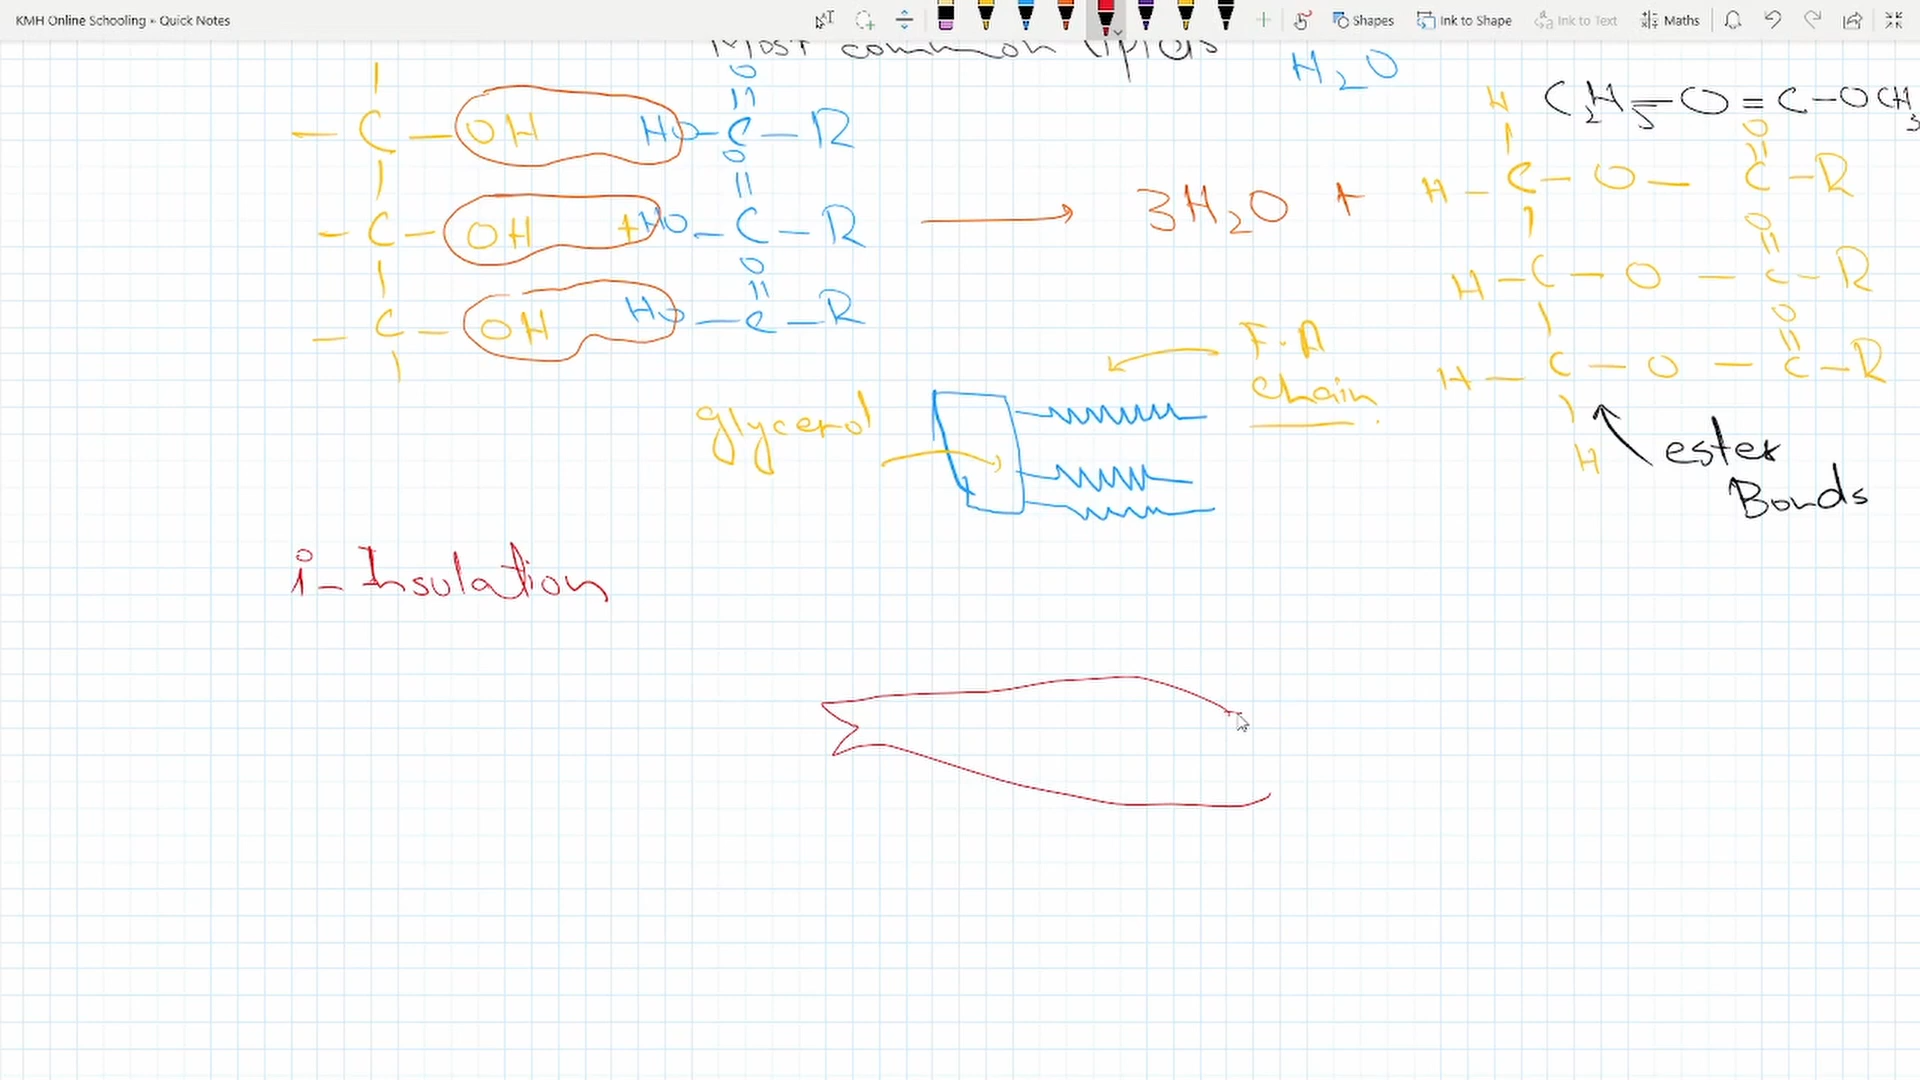 KMH Online Schooling » Quick Notes
Shapes Ink to Shape Ink to Text Maths
Most common lipids
H₂O
C₂H₅—O=C—OCH₃
H
O O
— C — OH HO — C — R
H — C — O — C — R
O O
— C — OH + HO — C — R → 3H₂O +
H — C — O — C — R
O O
— C — OH HO — C — R
H — C — O — C — R
H
F.A
chain
glycerol
ester
Bonds
i - Insulation